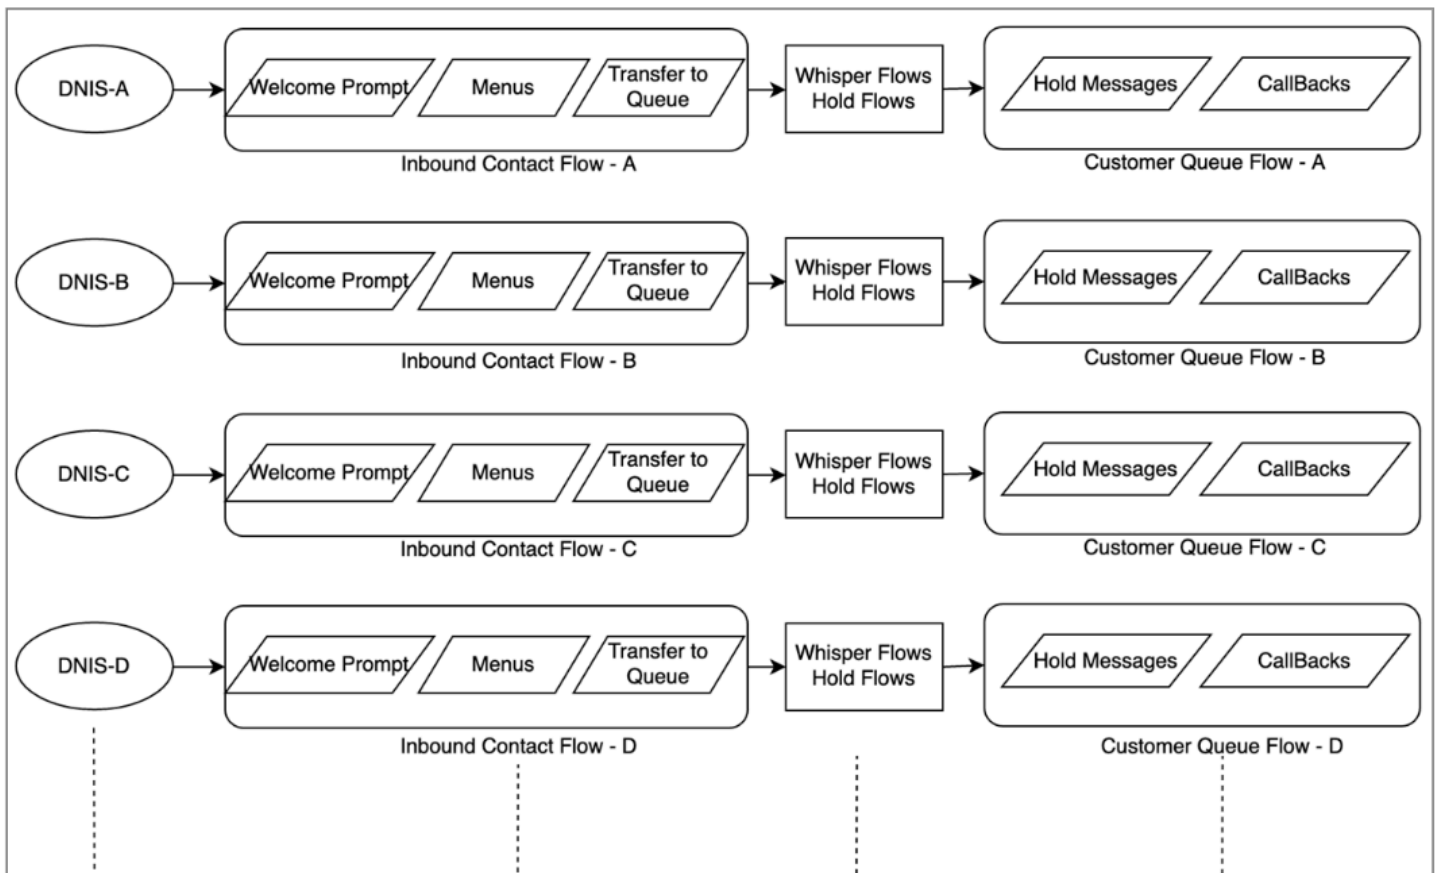 DNIS-A
Welcome Prompt
Menus
Transfer to
Queue
Inbound Contact Flow - A
Whisper Flows
Hold Flows
Hold Messages
CallBacks
Customer Queue Flow - A
DNIS-B
Welcome Prompt
Menus
Transfer to
Queue
Inbound Contact Flow - B
Whisper Flows
Hold Flows
Hold Messages
CallBacks
Customer Queue Flow - B
DNIS-C
Welcome Prompt
Menus
Transfer to
Queue
Inbound Contact Flow - C
Whisper Flows
Hold Flows
Hold Messages
CallBacks
Customer Queue Flow - C
DNIS-D
Welcome Prompt
Menus
Transfer to
Queue
Inbound Contact Flow - D
Whisper Flows
Hold Flows
Hold Messages
CallBacks
Customer Queue Flow - D